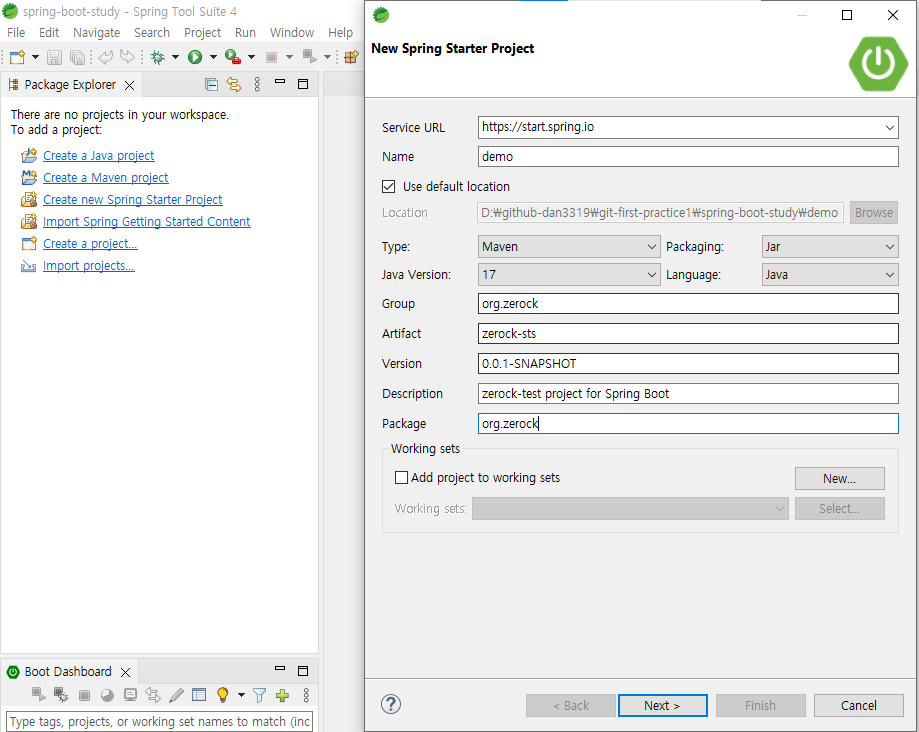 spring-boot-study - Spring Tool Suite 4
File Edit Navigate Search Project Run Window Help
Package Explorer
There are no projects in your workspace.
To add a project:
Create a Java project
Create a Maven project
Create new Spring Starter Project
Import Spring Getting Started Content
Create a project...
Import projects...
Boot Dashboard
Type tags, projects, or working set names to match (inc
New Spring Starter Project
Service URL https://start.spring.io
Name demo
Use default location
Location D:₩github-dan3319₩git-first-practice1₩spring-boot-study₩demo Browse
Type: Maven Packaging: Jar
Java Version: 17 Language: Java
Group org.zerock
Artifact zerock-sts
Version 0.0.1-SNAPSHOT
Description zerock-test project for Spring Boot
Package org.zerock
Working sets
Add project to working sets New...
Working sets: Select...
? < Back Next > Finish Cancel